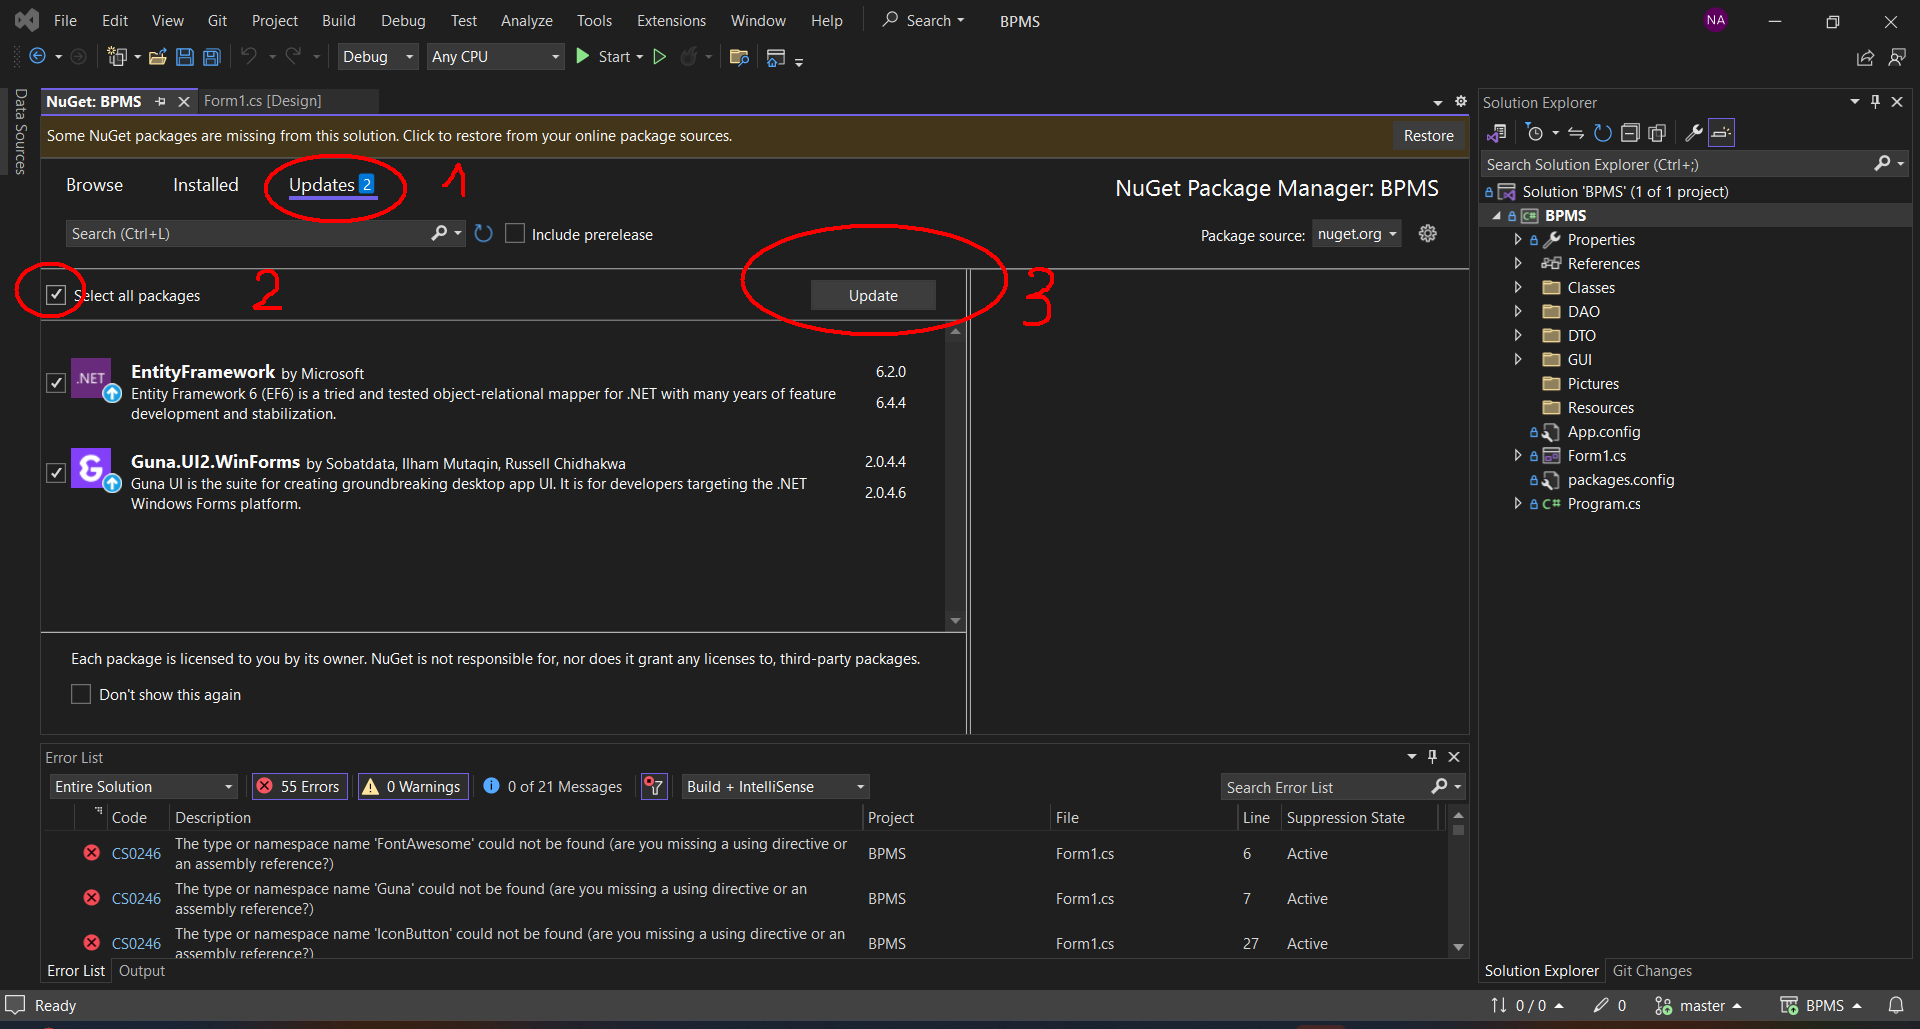 File Edit View Git Project Build Debug Test Analyze Tools Extensions Window Help Search BPMS NA
Debug Any CPU Start
Data Sources
NuGet: BPMS Form1.cs [Design]
Some NuGet packages are missing from this solution. Click to restore from your online package sources. Restore
Browse Installed Updates 2 1
NuGet Package Manager: BPMS
Search (Ctrl+L) Include prerelease Package source: nuget.org
Select all packages 2 Update 3
.NET EntityFramework by Microsoft 6.2.0
Entity Framework 6 (EF6) is a tried and tested object-relational mapper for .NET with many years of feature 6.4.4
development and stabilization.
G Guna.UI2.WinForms by Sobatdata, Ilham Mutaqin, Russell Chidhakwa 2.0.4.4
Guna UI is the suite for creating groundbreaking desktop app UI. It is for developers targeting the .NET 2.0.4.6
Windows Forms platform.
Each package is licensed to you by its owner. NuGet is not responsible for, nor does it grant any licenses to, third-party packages.
Don't show this again
Error List
Entire Solution 55 Errors 0 Warnings 0 of 21 Messages Build + IntelliSense Search Error List
Code Description Project File Line Suppression State
CS0246 The type or namespace name 'FontAwesome' could not be found (are you missing a using directive or BPMS Form1.cs 6 Active
an assembly reference?)
CS0246 The type or namespace name 'Guna' could not be found (are you missing a using directive or an BPMS Form1.cs 7 Active
assembly reference?)
CS0246 The type or namespace name 'IconButton' could not be found (are you missing a using directive or an BPMS Form1.cs 27 Active
assembly reference?)
Error List Output
Solution Explorer
Search Solution Explorer (Ctrl+;)
Solution 'BPMS' (1 of 1 project)
C# BPMS
Properties
References
Classes
DAO
DTO
GUI
Pictures
Resources
App.config
Form1.cs
packages.config
C# Program.cs
Solution Explorer Git Changes
Ready 0 / 0 0 master BPMS